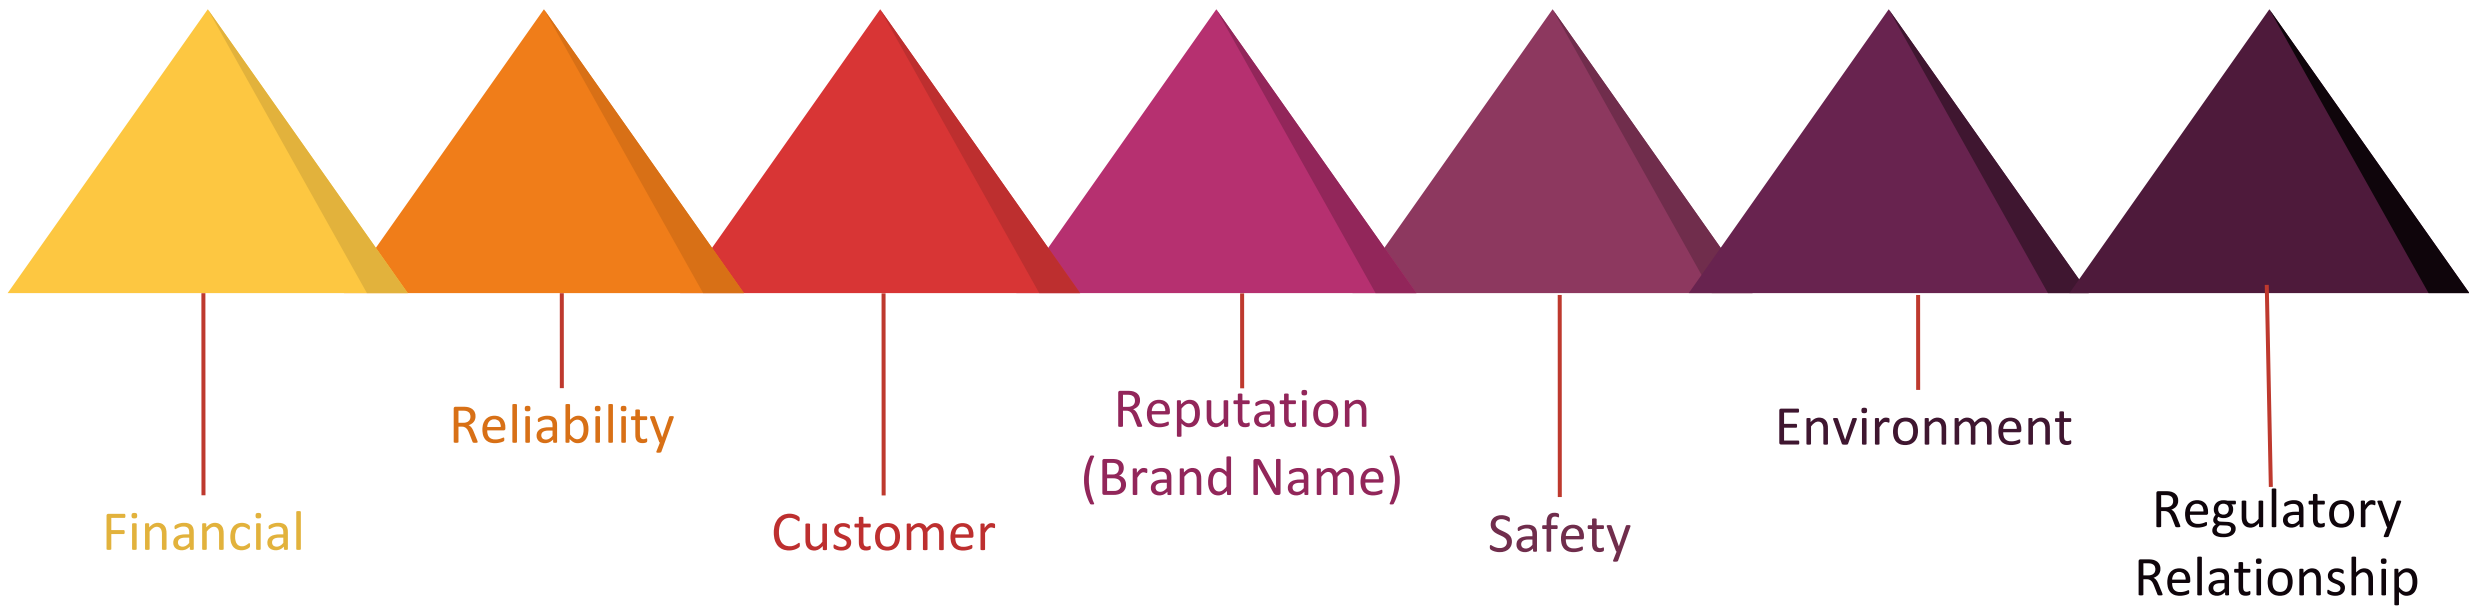 Financial
Reliability
Customer
Reputation
(Brand Name)
Safety
Environment
Regulatory
Relationship